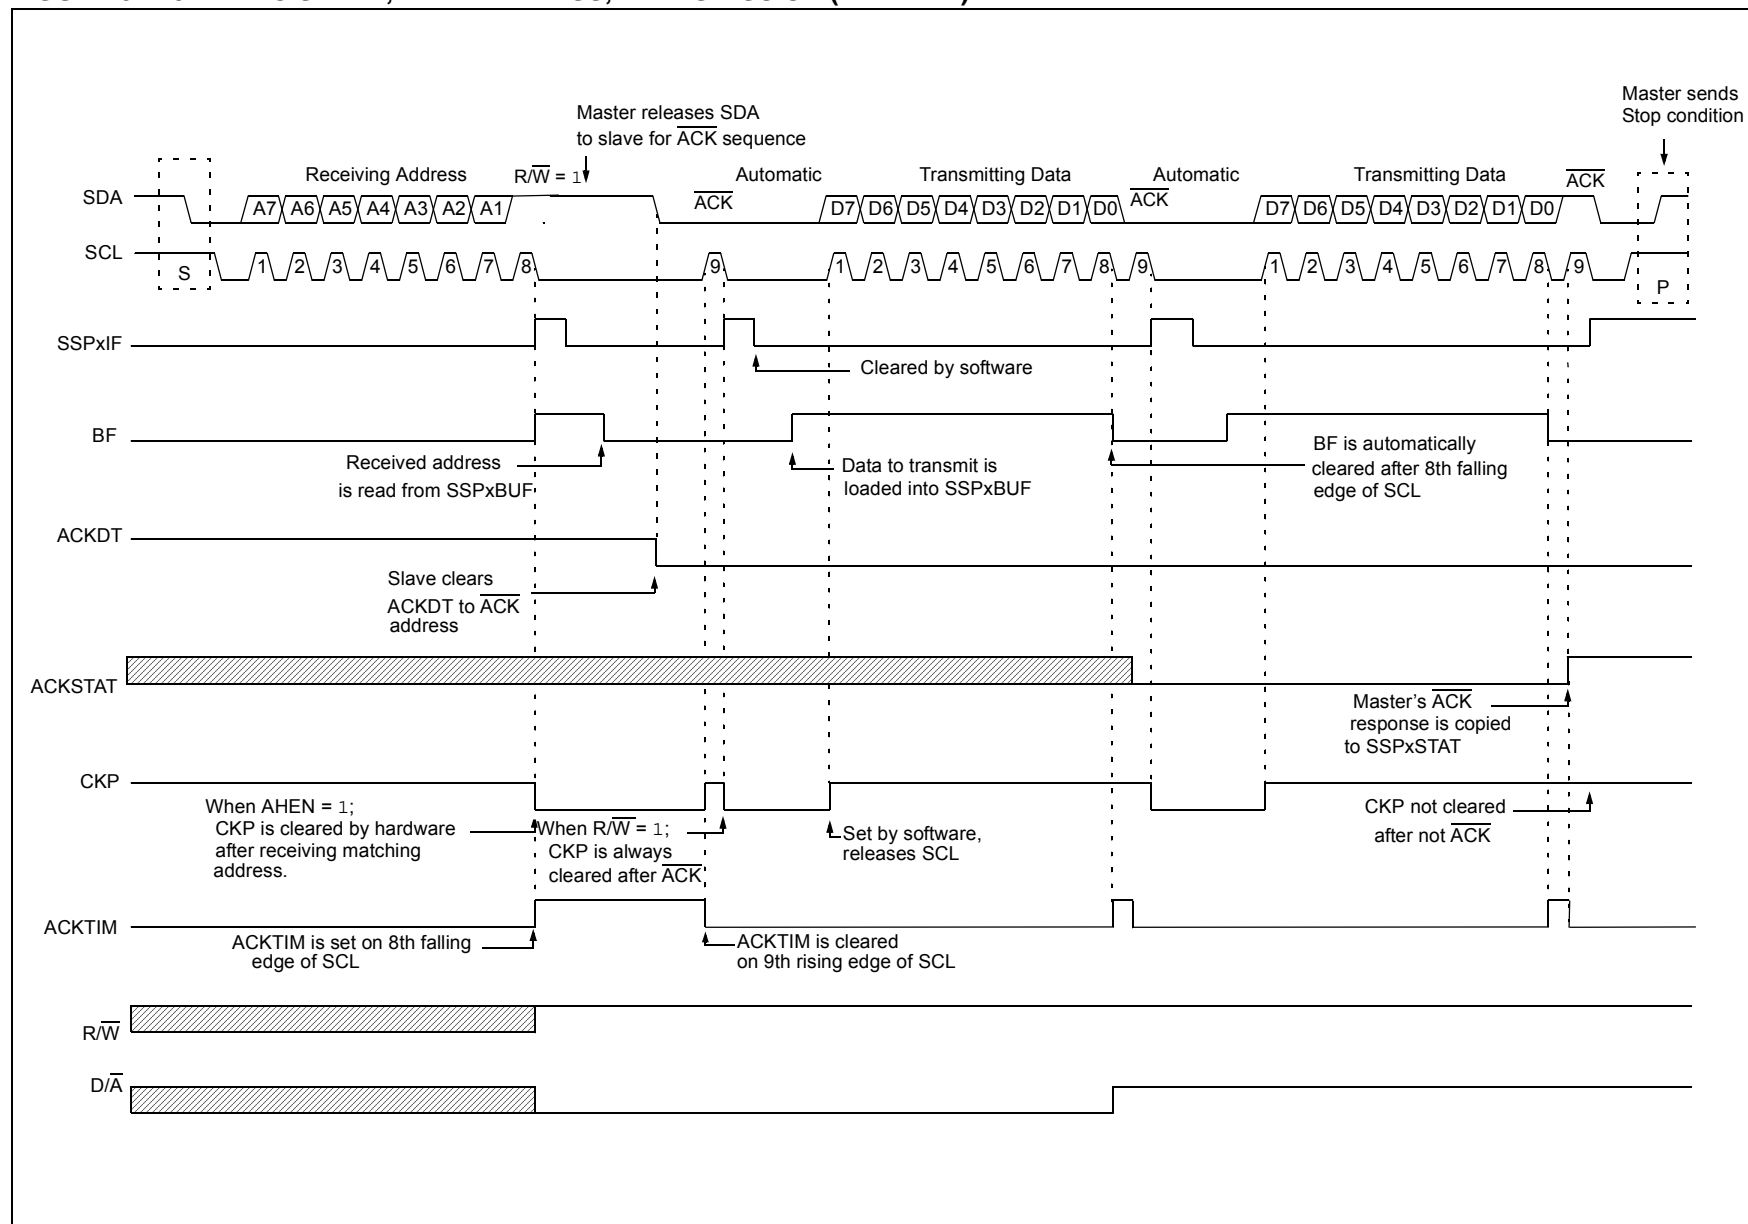 Master releases SDA
to slave for ACK sequence
Master sends
Stop condition
Receiving Address
R/W = 1
Automatic
Transmitting Data
Automatic
Transmitting Data
ACK
SDA
A7 A6 A5 A4 A3 A2 A1
ACK
D7 D6 D5 D4 D3 D2 D1 D0
ACK
D7 D6 D5 D4 D3 D2 D1 D0
SCL
S
1 2 3 4 5 6 7 8
9
1 2 3 4 5 6 7 8 9
1 2 3 4 5 6 7 8 9
P
SSPxIF
Cleared by software
BF
Received address
is read from SSPxBUF
Data to transmit is
loaded into SSPxBUF
BF is automatically
cleared after 8th falling
edge of SCL
ACKDT
Slave clears
ACKDT to ACK
address
ACKSTAT
Master's ACK
response is copied
to SSPxSTAT
CKP
When AHEN = 1;
CKP is cleared by hardware
after receiving matching
address.
When R/W = 1;
CKP is always
cleared after ACK
Set by software,
releases SCL
CKP not cleared
after not ACK
ACKTIM
ACKTIM is set on 8th falling
edge of SCL
ACKTIM is cleared
on 9th rising edge of SCL
R/W
D/A